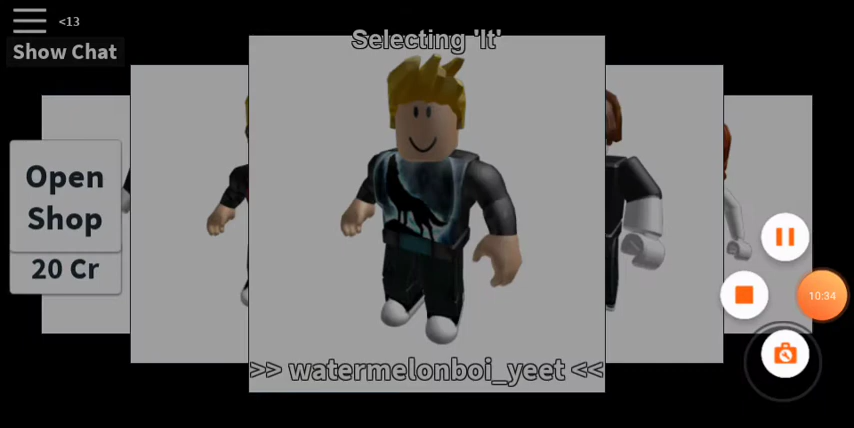 <13
Show Chat
Selecting 'It'
Open
Shop
20 Cr
10:34
>> watermelonboi_yeet <<